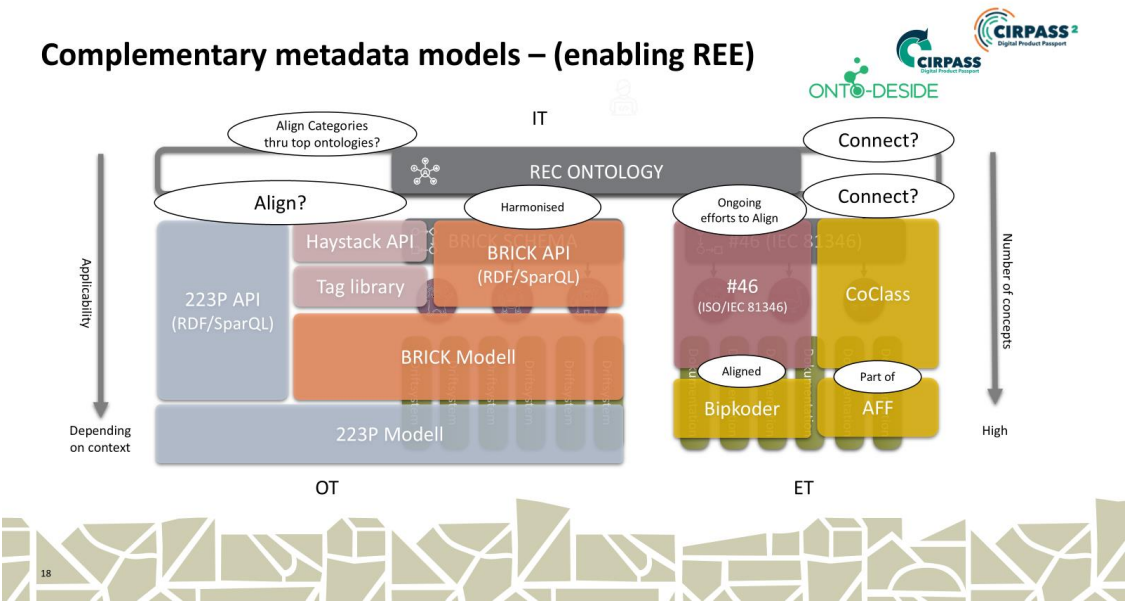 Complementary metadata models – (enabling REE)
CIRPASS 2
Digital Product Passport
CIRPASS
Digital Product Passport
ONTO-DESIDE
IT
Align Categories
thru top ontologies?
Connect?
REC ONTOLOGY
Align?
Harmonised
Ongoing
efforts to Align
Connect?
Applicability
Depending
on context
223P API
(RDF/SparQL)
Haystack API
Tag library
BRICK SCHEMA
BRICK API
(RDF/SparQL)
BRICK Modell
223P Modell
#46 (IEC 81346)
#46
(ISO/IEC 81346)
CoClass
Aligned
Part of
Bipkoder
AFF
Number of concepts
High
OT
ET
18